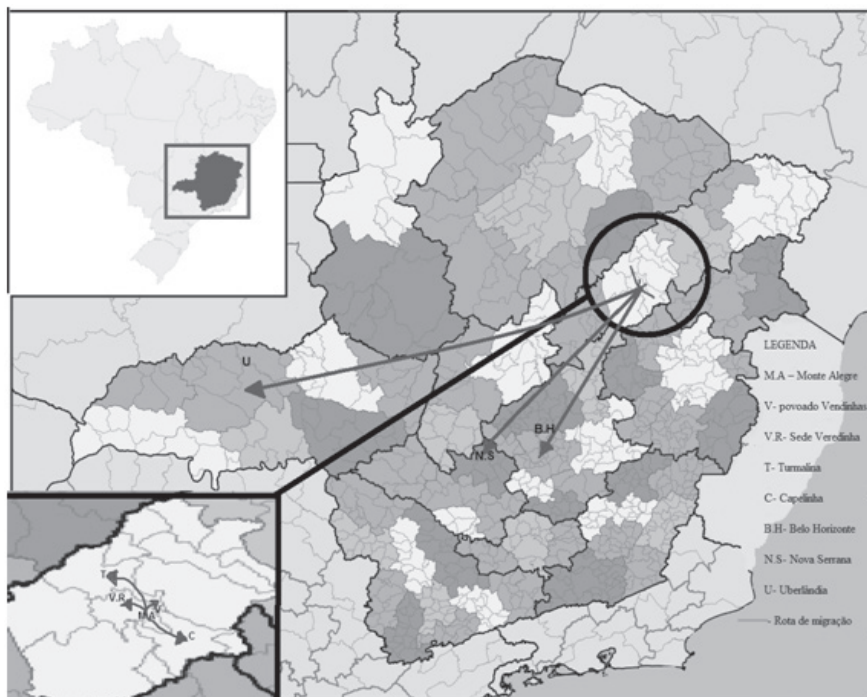 U
B.H
N.S
T
V.R
M.A
V
C
LEGENDA
M.A – Monte Alegre
V- povoado Vendinhas
V.R- Sede Veredinha
T- Turmalina
C- Capelinha
B.H- Belo Horizonte
N.S- Nova Serrana
U- Uberlândia
- Rota de migração